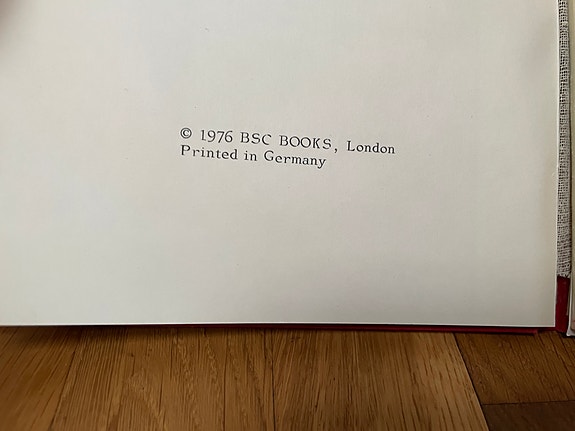 © 1976 BSC BOOKS, London
Printed in Germany